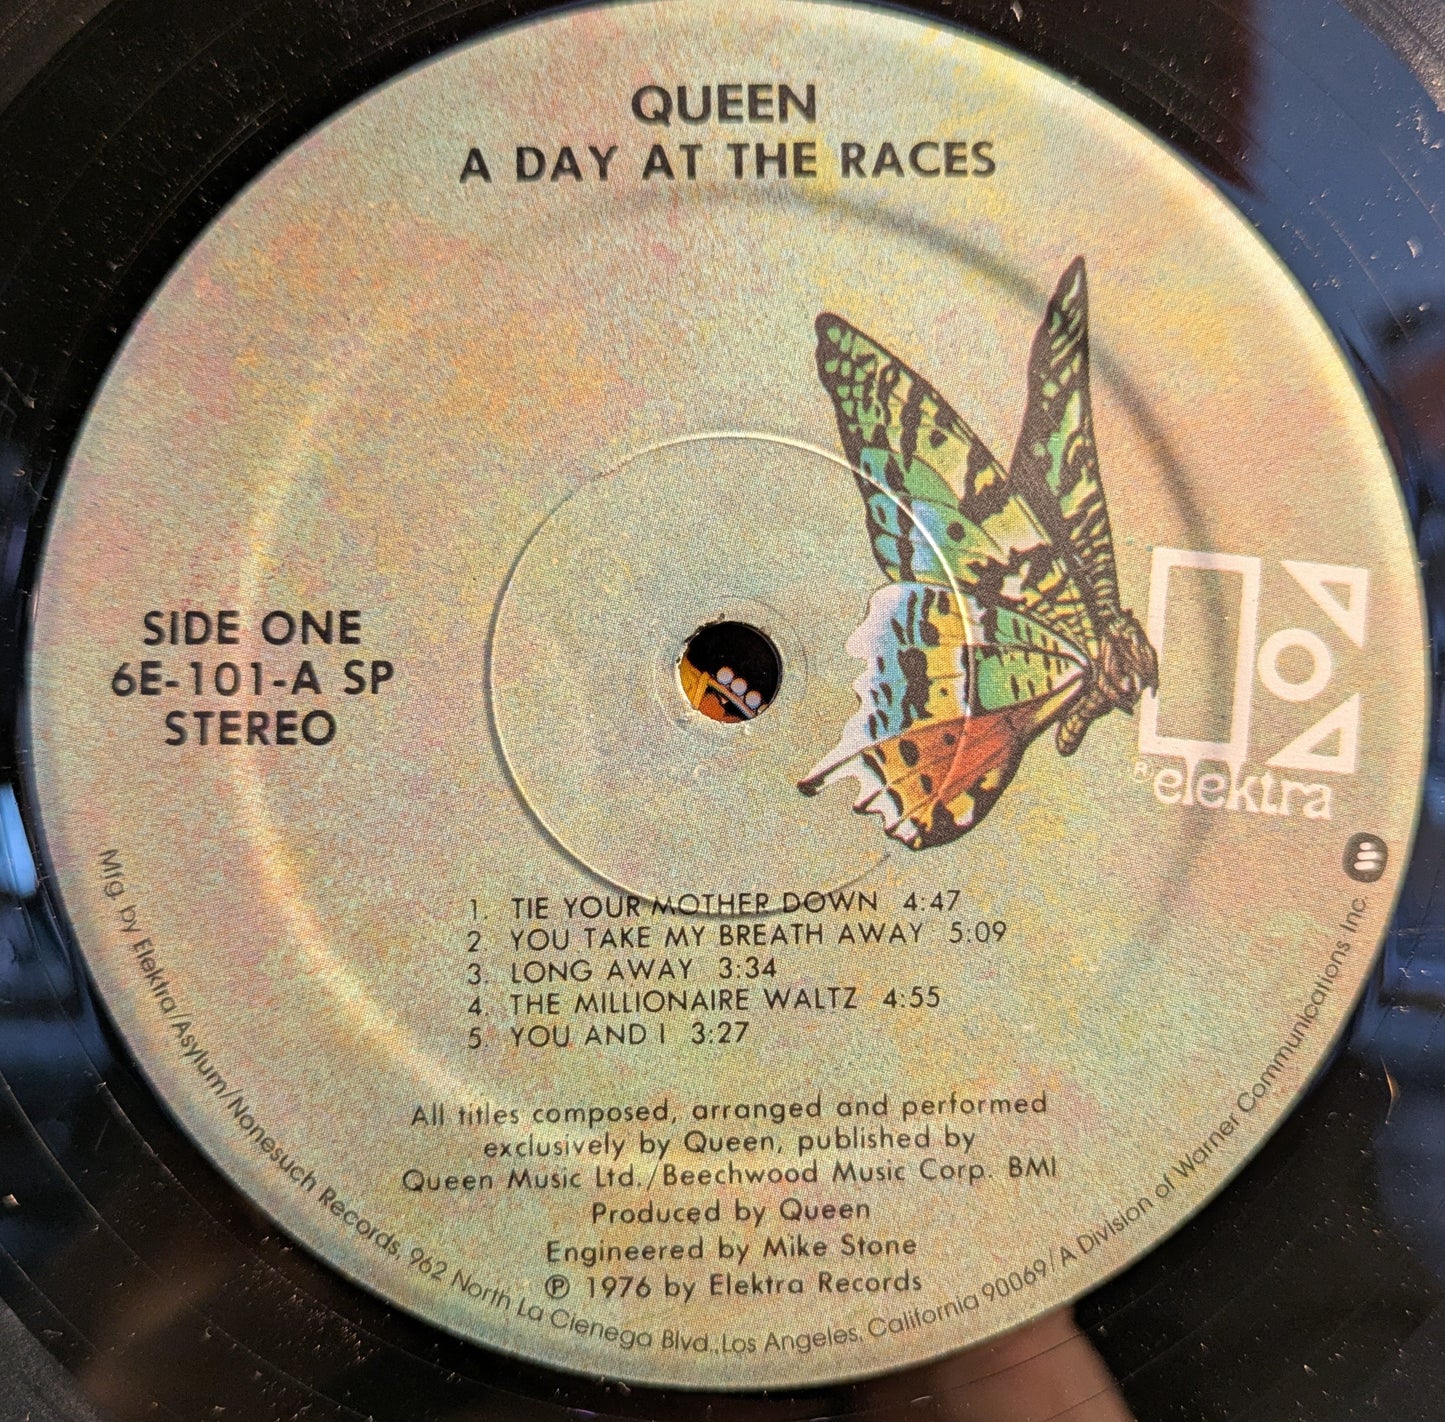 QUEEN
A DAY AT THE RACES
SIDE ONE
6E-101-A SP
STEREO
R elektra
1. TIE YOUR MOTHER DOWN 4:47
2 YOU TAKE MY BREATH AWAY 5:09
3. LONG AWAY 3:34
4. THE MILLIONAIRE WALTZ 4:55
5. YOU AND I 3:27
All titles composed, arranged and performed
exclusively by Queen, published by
Queen Music Ltd./Beechwood Music Corp. BMI
Produced by Queen
Engineered by Mike Stone
℗ 1976 by Elektra Records
Mfg. by Elektra/Asylum/Nonesuch Records, 962 North La Cienega Blvd., Los Angeles, California 90069/A Division of Warner Communications Inc.